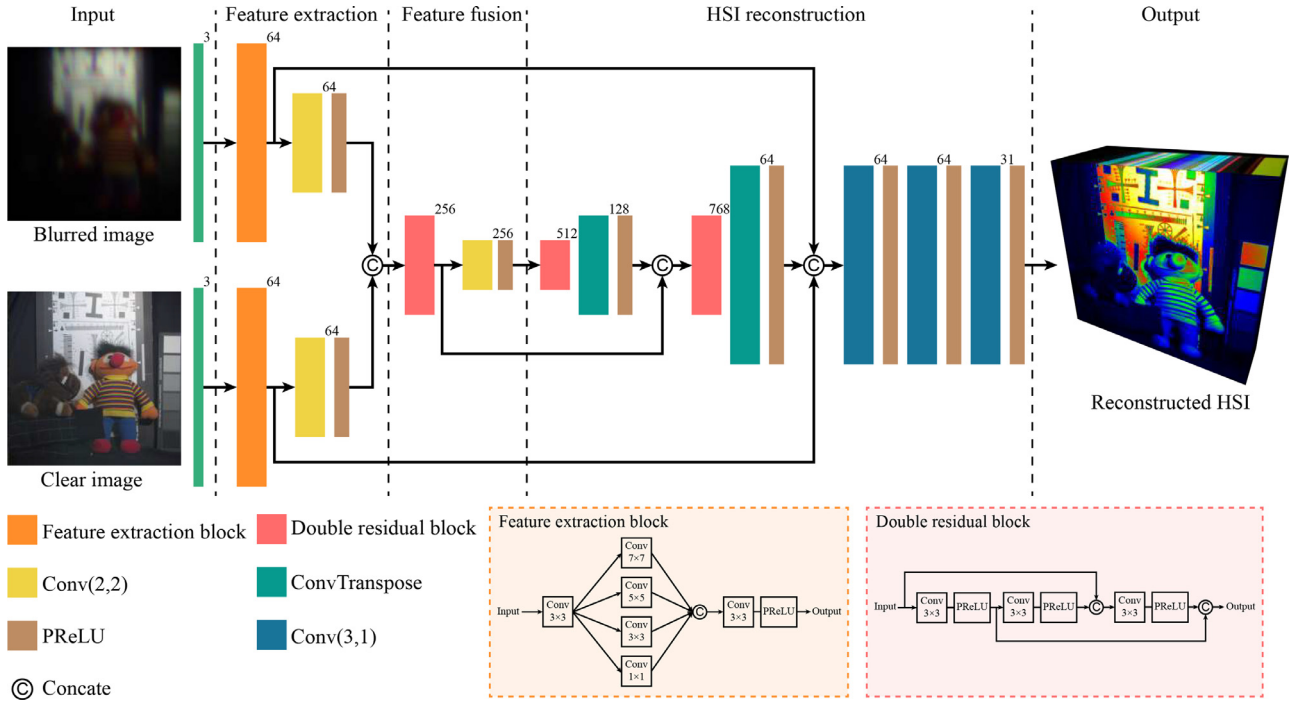 Input Feature extraction Feature fusion HSI reconstruction Output
3 64
64
Blurred image
256 256 512 128 768 64 64 64 31
3 64
64
Clear image
Reconstructed HSI
Feature extraction block
Conv(2,2)
PReLU
C Concate
Double residual block
ConvTranspose
Conv(3,1)
Feature extraction block
Input
Conv 3×3
Conv 7×7
Conv 5×5
Conv 3×3
Conv 1×1
C
Conv 3×3
PReLU
Output
Double residual block
Input
Conv 3×3
PReLU
Conv 3×3
PReLU
C
Conv 3×3
PReLU
C
Output